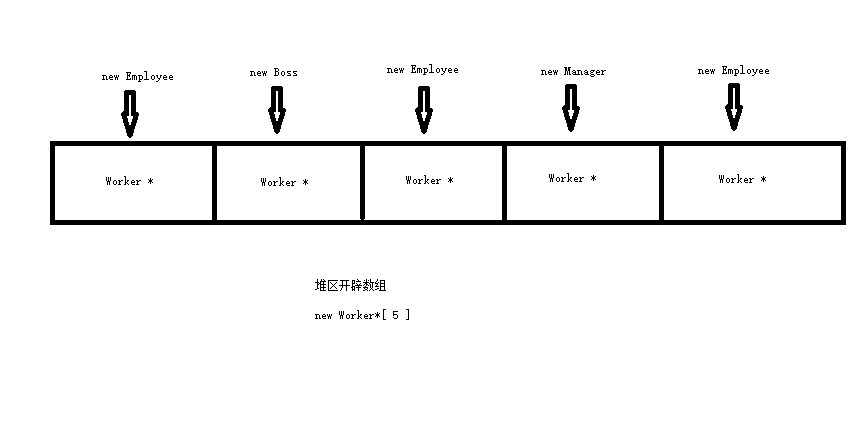 new Employee
new Boss
new Employee
new Manager
new Employee
Worker *
Worker *
Worker *
Worker *
Worker *
堆区开辟数组
new Worker*[ 5 ]